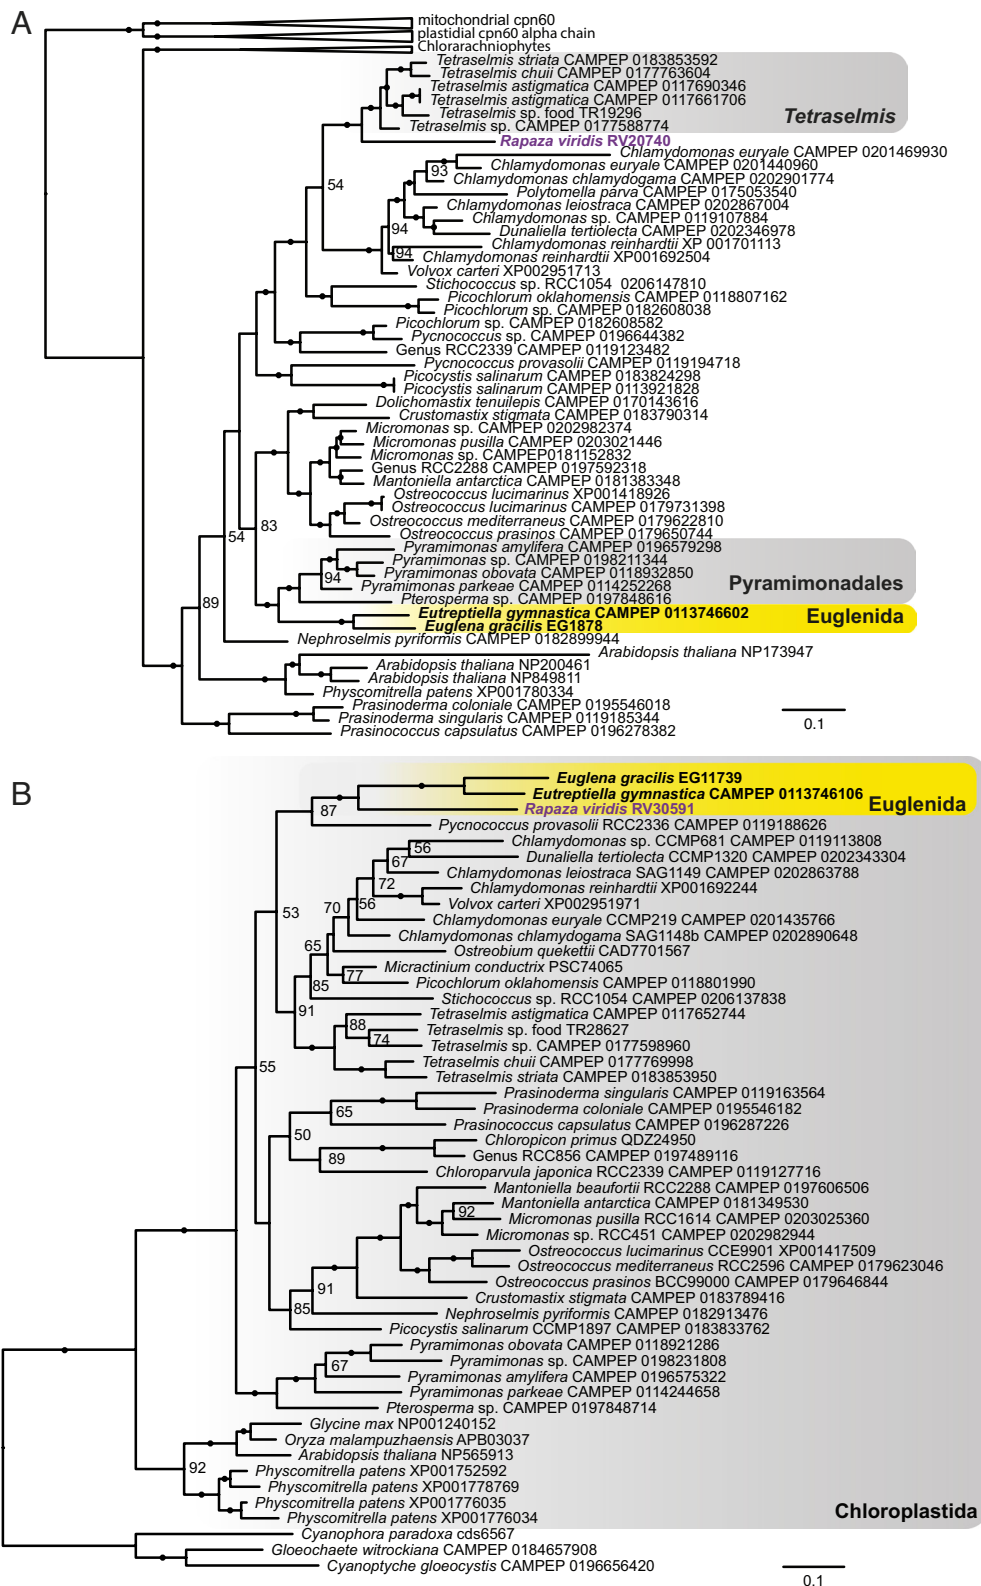 A
mitochondrial cpn60
plastidial cpn60 alpha chain
Chlorarachniophytes
Tetraselmis striata CAMPEP 0183853592
Tetraselmis chuii CAMPEP 0177763604
Tetraselmis astigmatica CAMPEP 0117690346
Tetraselmis astigmatica CAMPEP 0117661706
Tetraselmis sp. food TR19296
Tetraselmis
Tetraselmis sp. CAMPEP 0177588774
Rapaza viridis RV20740
Chlamydomonas euryale CAMPEP 0201469930
93
Chlamydomonas euryale CAMPEP 0201440960
Chlamydomonas chlamydogama CAMPEP 0202901774
54
Polytomella parva CAMPEP 0175053540
Chlamydomonas leiostraca CAMPEP 0202867004
Chlamydomonas sp. CAMPEP 0119107884
94
Dunaliella tertiolecta CAMPEP 0202346978
Chlamydomonas reinhardtii XP 001701113
94
Chlamydomonas reinhardtii XP001692504
Volvox carteri XP002951713
Stichococcus sp. RCC1054 0206147810
Picochlorum oklahomensis CAMPEP 0118807162
Picochlorum sp. CAMPEP 0182608038
Picochlorum sp. CAMPEP 0182608582
Pycnococcus sp. CAMPEP 0196644382
Genus RCC2339 CAMPEP 0119123482
Pycnococcus provasolii CAMPEP 0119194718
Picocystis salinarum CAMPEP 0183824298
Picocystis salinarum CAMPEP 0113921828
Dolichomastix tenuilepis CAMPEP 0170143616
Crustomastix stigmata CAMPEP 0183790314
Micromonas sp. CAMPEP 0202982374
Micromonas pusilla CAMPEP 0203021446
Micromonas sp. CAMPEP0181152832
Genus RCC2288 CAMPEP 0197592318
Mantoniella antarctica CAMPEP 0181383348
Ostreococcus lucimarinus XP001418926
Ostreococcus lucimarinus CAMPEP 0179731398
Ostreococcus mediterraneus CAMPEP 0179622810
83
54
Ostreococcus prasinos CAMPEP 0179650744
Pyramimonas amylifera CAMPEP 0196579298
Pyramimonas sp. CAMPEP 0198211344
94
Pyramimonas obovata CAMPEP 0118932850
Pyramimonadales
Pyramimonas parkeae CAMPEP 0114252268
89
Pterosperma sp. CAMPEP 0197848616
Eutreptiella gymnastica CAMPEP 0113746602
Euglenida
Euglena gracilis EG1878
Nephroselmis pyriformis CAMPEP 0182899944
Arabidopsis thaliana NP173947
Arabidopsis thaliana NP200461
Arabidopsis thaliana NP849811
Physcomitrella patens XP001780334
Prasinoderma coloniale CAMPEP 0195546018
Prasinoderma singularis CAMPEP 0119185344
0.1
Prasinococcus capsulatus CAMPEP 0196278382
B
Euglena gracilis EG11739
Eutreptiella gymnastica CAMPEP 0113746106
Euglenida
87
Rapaza viridis RV30591
Pycnococcus provasolii RCC2336 CAMPEP 0119188626
Chlamydomonas sp. CCMP681 CAMPEP 0119113808
56
Dunaliella tertiolecta CCMP1320 CAMPEP 0202343304
67
Chlamydomonas leiostraca SAG1149 CAMPEP 0202863788
72
Chlamydomonas reinhardtii XP001692244
56
Volvox carteri XP002951971
70
53
Chlamydomonas euryale CCMP219 CAMPEP 0201435766
Chlamydomonas chlamydogama SAG1148b CAMPEP 0202890648
65
Ostreobium quekettii CAD7701567
Micractinium conductrix PSC74065
77
85
Picochlorum oklahomensis CAMPEP 0118801990
Stichococcus sp. RCC1054 CAMPEP 0206137838
91
Tetraselmis astigmatica CAMPEP 0117652744
88
Tetraselmis sp. food TR28627
74
Tetraselmis sp. CAMPEP 0177598960
Tetraselmis chuii CAMPEP 0177769998
55
Tetraselmis striata CAMPEP 0183853950
Prasinoderma singularis CAMPEP 0119163564
65
Prasinoderma coloniale CAMPEP 0195546182
Prasinococcus capsulatus CAMPEP 0196287226
50
Chloropicon primus QDZ24950
89
Genus RCC856 CAMPEP 0197489116
Chloroparvula japonica RCC2339 CAMPEP 0119127716
Mantoniella beaufortii RCC2288 CAMPEP 0197606506
Mantoniella antarctica CAMPEP 0181349530
92
Micromonas pusilla RCC1614 CAMPEP 0203025360
Micromonas sp. RCC451 CAMPEP 0202982944
Ostreococcus lucimarinus CCE9901 XP001417509
Ostreococcus mediterraneus RCC2596 CAMPEP 0179623046
Ostreococcus prasinos BCC99000 CAMPEP 0179646844
91
Crustomastix stigmata CAMPEP 0183789416
85
Nephroselmis pyriformis CAMPEP 0182913476
Picocystis salinarum CCMP1897 CAMPEP 0183833762
Pyramimonas obovata CAMPEP 0118921286
67
Pyramimonas sp. CAMPEP 0198231808
Pyramimonas amylifera CAMPEP 0196575322
Pyramimonas parkeae CAMPEP 0114244658
Pterosperma sp. CAMPEP 0197848714
Glycine max NP001240152
Oryza malampuzhaensis APB03037
Arabidopsis thaliana NP565913
92
Physcomitrella patens XP001752592
Physcomitrella patens XP001778769
Physcomitrella patens XP001776035
Chloroplastida
Physcomitrella patens XP001776034
Cyanophora paradoxa cds6567
Gloeochaete witrockiana CAMPEP 0184657908
Cyanoptyche gloeocystis CAMPEP 0196656420
0.1